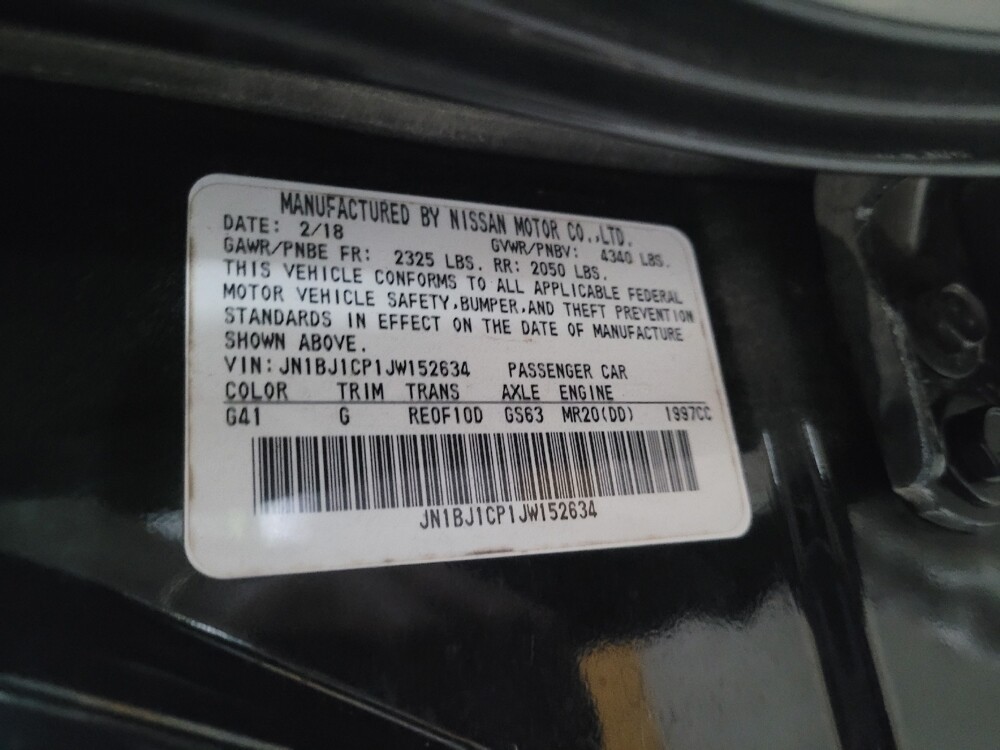 MANUFACTURED BY NISSAN MOTOR CO.,LTD.
DATE: 2/18 GVWR/PNBV: 4340 LBS.
GAWR/PNBE FR: 2325 LBS. RR: 2050 LBS.
THIS VEHICLE CONFORMS TO ALL APPLICABLE FEDERAL
MOTOR VEHICLE SAFETY,BUMPER,AND THEFT PREVENTION
STANDARDS IN EFFECT ON THE DATE OF MANUFACTURE
SHOWN ABOVE.
VIN: JN1BJ1CP1JW152634 PASSENGER CAR
COLOR TRIM TRANS AXLE ENGINE
G41 G RE0F10D GS63 MR20(DD) 1997CC
JN1BJ1CP1JW152634